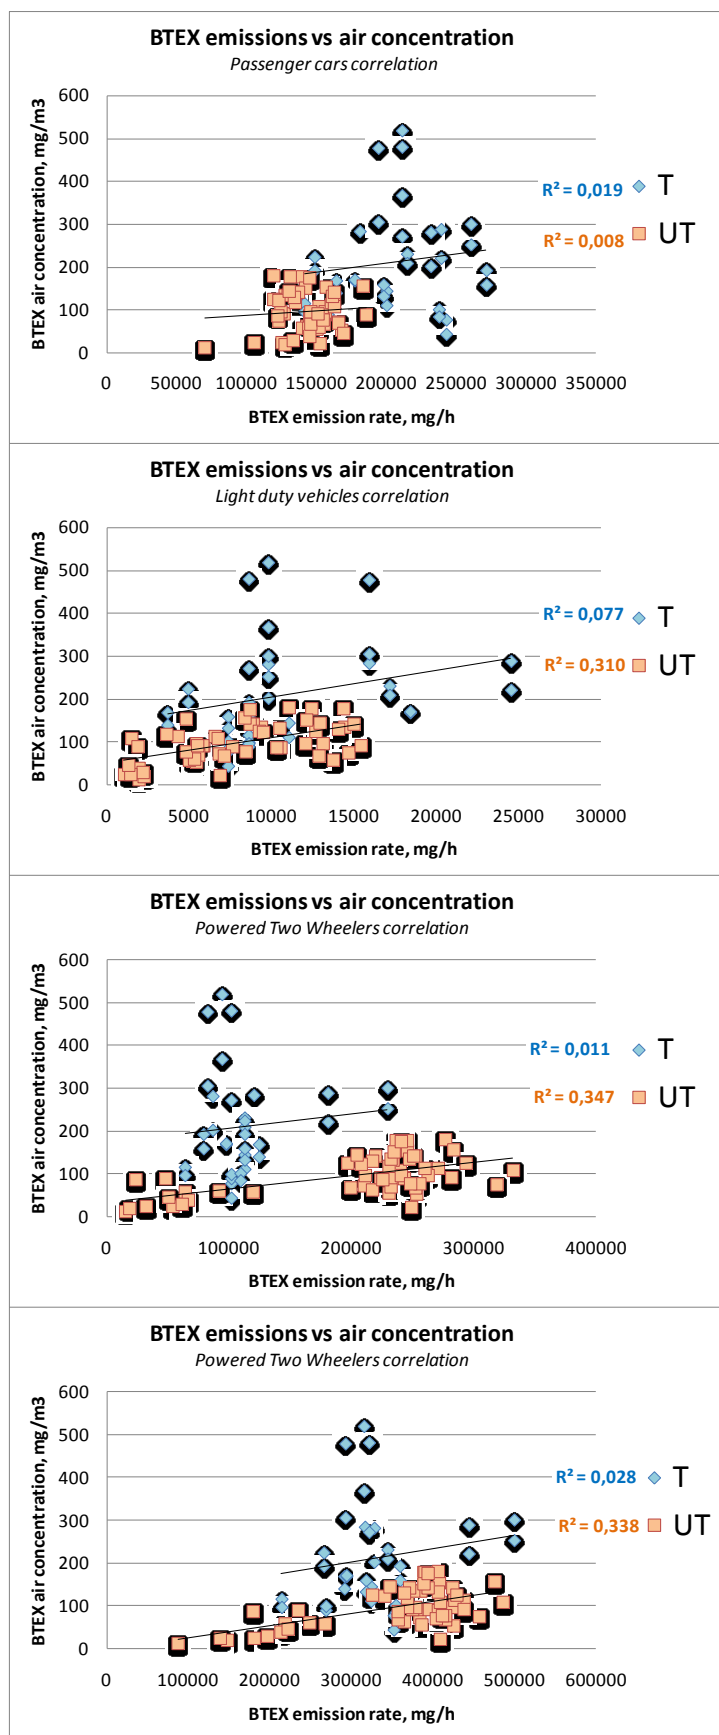 BTEX emissions vs air concentration
Passenger cars correlation
BTEX air concentration, mg/m3
600
500
400
300
200
100
0
R² = 0,019 T
R² = 0,008 UT
0 50000 100000 150000 200000 250000 300000 350000
BTEX emission rate, mg/h
BTEX emissions vs air concentration
Light duty vehicles correlation
BTEX air concentration, mg/m3
600
500
400
300
200
100
0
R² = 0,077 T
R² = 0,310 UT
0 5000 10000 15000 20000 25000 30000
BTEX emission rate, mg/h
BTEX emissions vs air concentration
Powered Two Wheelers correlation
BTEX air concentration, mg/m3
600
500
400
300
200
100
0
R² = 0,011 T
R² = 0,347 UT
0 100000 200000 300000 400000
BTEX emission rate, mg/h
BTEX emissions vs air concentration
Powered Two Wheelers correlation
BTEX air concentration, mg/m3
600
500
400
300
200
100
0
R² = 0,028 T
R² = 0,338 UT
0 100000 200000 300000 400000 500000 600000
BTEX emission rate, mg/h